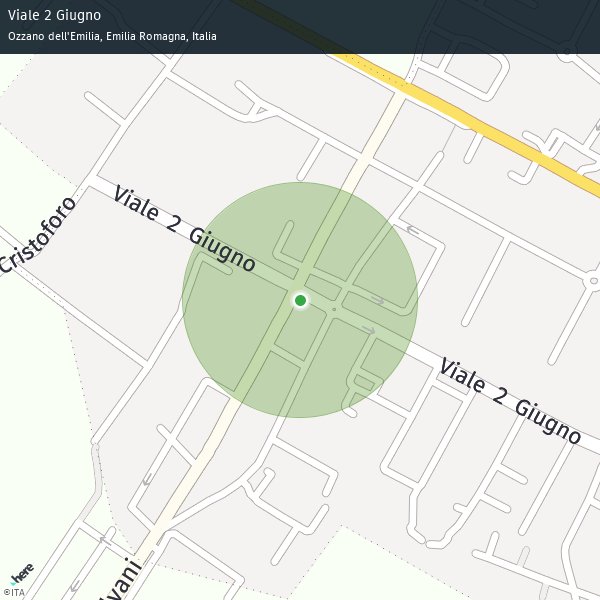 Viale 2 Giugno
Ozzano dell'Emilia, Emilia Romagna, Italia
Viale 2 Giugno
Cristoforo
Viale 2 Giugno
lvani
here
©ITA